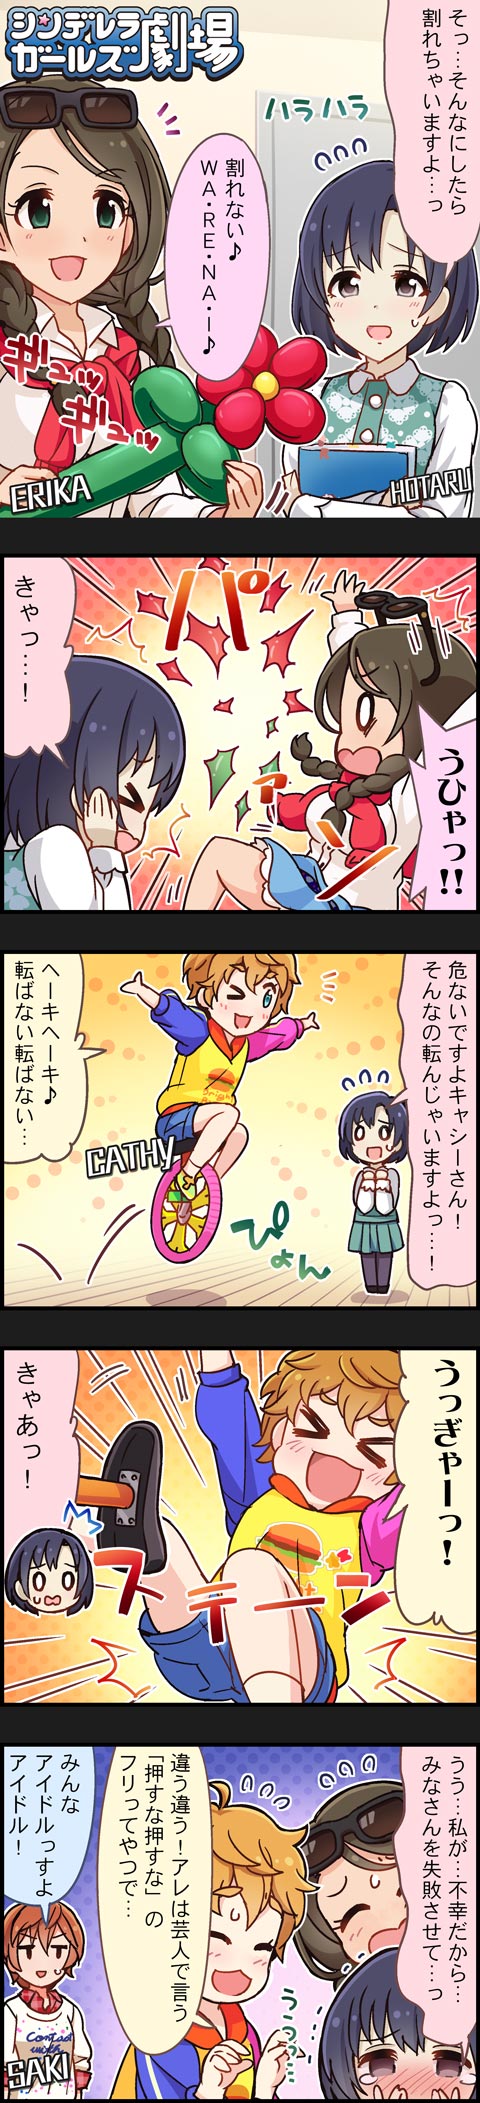 シンデレラ
ガールズ劇場
そっ…そんなにしたら
割れちゃいますよ…っ
ハラハラ
割れない♪
WA・RE・NA・I♪
ギュッ
ギュッ
ERIKA
HOTARU
パァン
きゃっ…！
うひゃっ!!
危ないですよキャシーさん！
そんなの転んじゃいますよっ…！
ヘーキヘーキ♪
転ばない転ばない…
CATHY
ぴょん
うっぎゃーっ！
きゃあっ！
ステーン
うう…私が…不幸だから…
みなさんを失敗させて…っ
違う違う！アレは芸人で言う
「押すな押すな」の
フリってやつで…
ううっ…
みんな
アイドルっすよ
アイドル！
Contact
with
SAKI